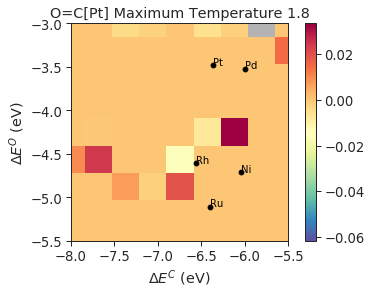 O=C[Pt] Maximum Temperature 1.8
−3.0
−3.5
−4.0
−4.5
−5.0
−5.5
ΔE^O (eV)
Pt
Pd
Rh
Ni
Ru
−8.0 −7.5 −7.0 −6.5 −6.0 −5.5
ΔE^C (eV)
0.02
0.00
−0.02
−0.04
−0.06